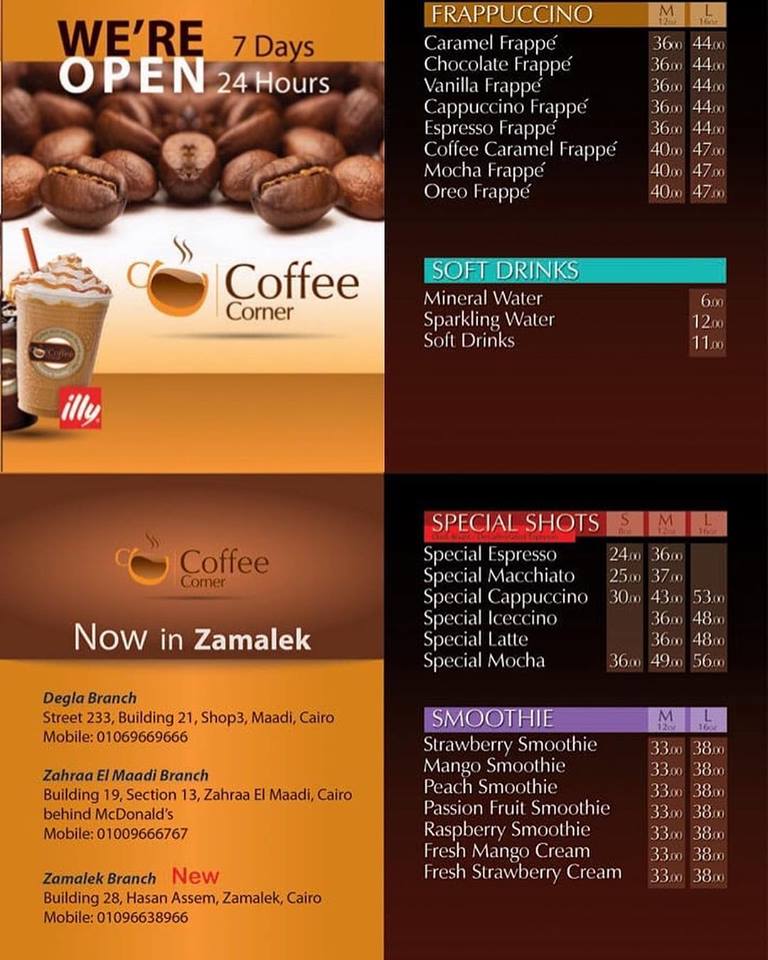 WE'RE 7 Days
OPEN 24 Hours
Coffee
Corner
Coffee
illy
FRAPPUCCINO M L
12oz 16oz
Caramel Frappé 36.00 44.00
Chocolate Frappé 36.00 44.00
Vanilla Frappé 36.00 44.00
Cappuccino Frappé 36.00 44.00
Espresso Frappé 36.00 44.00
Coffee Caramel Frappé 40.00 47.00
Mocha Frappé 40.00 47.00
Oreo Frappé 40.00 47.00
SOFT DRINKS
Mineral Water 6.00
Sparkling Water 12.00
Soft Drinks 11.00
Coffee
Corner
Now in Zamalek
Degla Branch
Street 233, Building 21, Shop3, Maadi, Cairo
Mobile: 01069669666
Zahraa El Maadi Branch
Building 19, Section 13, Zahraa El Maadi, Cairo
behind McDonald's
Mobile: 01009666767
Zamalek Branch New
Building 28, Hasan Assem, Zamalek, Cairo
Mobile: 01096638966
SPECIAL SHOTS S M L
8oz 12oz 16oz
Special Espresso 24.00 36.00
Special Macchiato 25.00 37.00
Special Cappuccino 30.00 43.00 53.00
Special Iceccino 36.00 48.00
Special Latte 36.00 48.00
Special Mocha 36.00 49.00 56.00
SMOOTHIE M L
12oz 16oz
Strawberry Smoothie 33.00 38.00
Mango Smoothie 33.00 38.00
Peach Smoothie 33.00 38.00
Passion Fruit Smoothie 33.00 38.00
Raspberry Smoothie 33.00 38.00
Fresh Mango Cream 33.00 38.00
Fresh Strawberry Cream 33.00 38.00